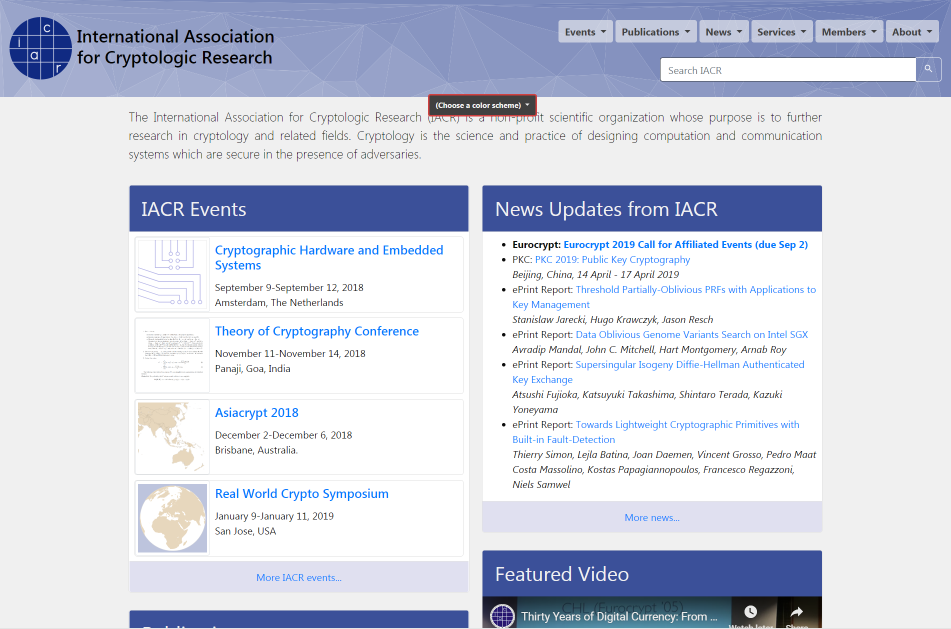 International Association
for Cryptologic Research
Events
Publications
News
Services
Members
About
Search IACR
(Choose a color scheme)
The International Association for Cryptologic Research (IACR) is a non-profit scientific organization whose purpose is to further
research in cryptology and related fields. Cryptology is the science and practice of designing computation and communication
systems which are secure in the presence of adversaries.
IACR Events
Cryptographic Hardware and Embedded
Systems
September 9-September 12, 2018
Amsterdam, The Netherlands
Theory of Cryptography Conference
November 11-November 14, 2018
Panaji, Goa, India
Asiacrypt 2018
December 2-December 6, 2018
Brisbane, Australia.
Real World Crypto Symposium
January 9-January 11, 2019
San Jose, USA
More IACR events...
News Updates from IACR
Eurocrypt: Eurocrypt 2019 Call for Affiliated Events (due Sep 2)
PKC: PKC 2019: Public Key Cryptography
Beijing, China, 14 April - 17 April 2019
ePrint Report: Threshold Partially-Oblivious PRFs with Applications to
Key Management
Stanislaw Jarecki, Hugo Krawczyk, Jason Resch
ePrint Report: Data Oblivious Genome Variants Search on Intel SGX
Avradip Mandal, John C. Mitchell, Hart Montgomery, Arnab Roy
ePrint Report: Supersingular Isogeny Diffie-Hellman Authenticated
Key Exchange
Atsushi Fujioka, Katsuyuki Takashima, Shintaro Terada, Kazuki
Yoneyama
ePrint Report: Towards Lightweight Cryptographic Primitives with
Built-in Fault-Detection
Thierry Simon, Lejla Batina, Joan Daemen, Vincent Grosso, Pedro Maat
Costa Massolino, Kostas Papagiannopoulos, Francesco Regazzoni,
Niels Samwel
More news...
Featured Video
Thirty Years of Digital Currency: From ...
Watch later
Share